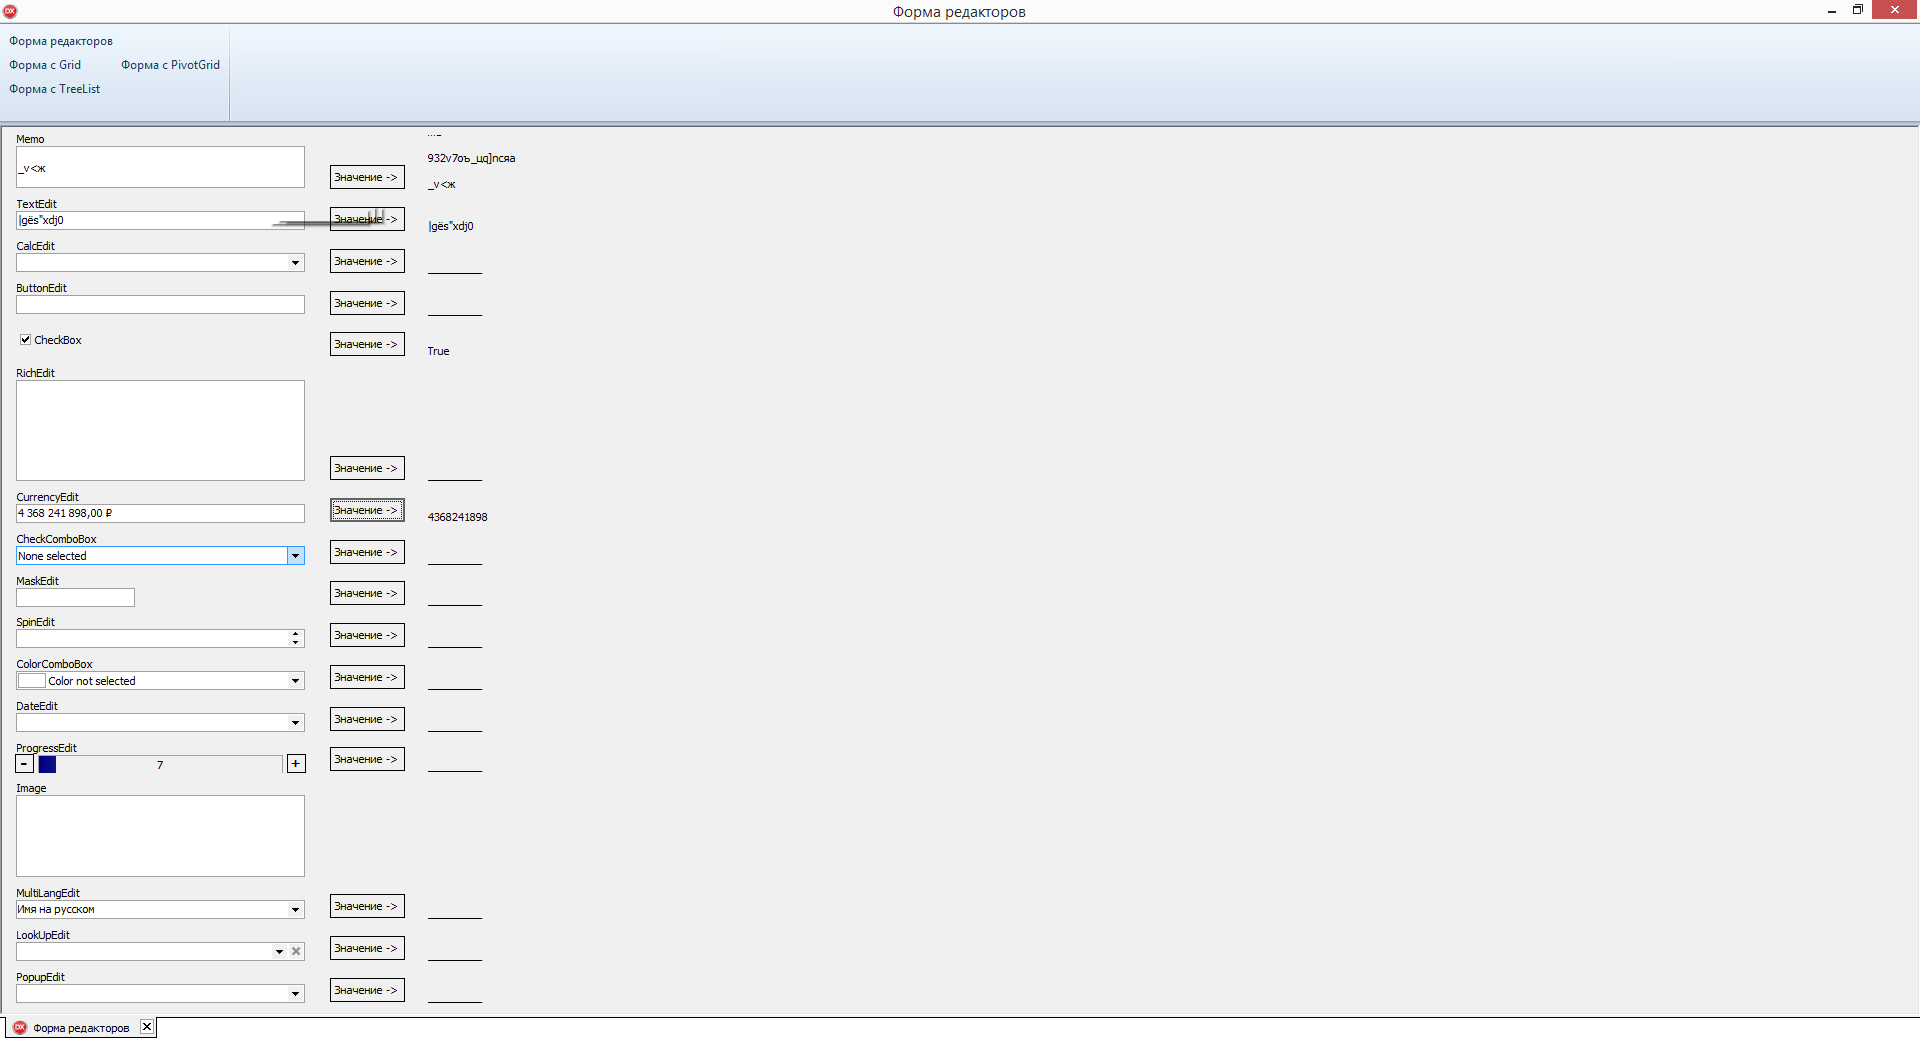 Форма редакторов
Форма редакторов
Форма с Grid Форма с PivotGrid
Форма с TreeList
Memo
932v7оъ_цq]псяа
_v<ж Значение -> _v<ж
TextEdit
|gës"xdj0 Значение -> |gës"xdj0
CalcEdit
Значение ->
ButtonEdit
Значение ->
CheckBox Значение -> True
RichEdit
Значение ->
CurrencyEdit
4 368 241 898,00 ₽ Значение -> 4368241898
CheckComboBox
None selected Значение ->
MaskEdit
Значение ->
SpinEdit
Значение ->
ColorComboBox
Color not selected Значение ->
DateEdit
Значение ->
ProgressEdit
- 7 + Значение ->
Image
MultiLangEdit
Имя на русском Значение ->
LookUpEdit
Значение ->
PopupEdit
Значение ->
Форма редакторов